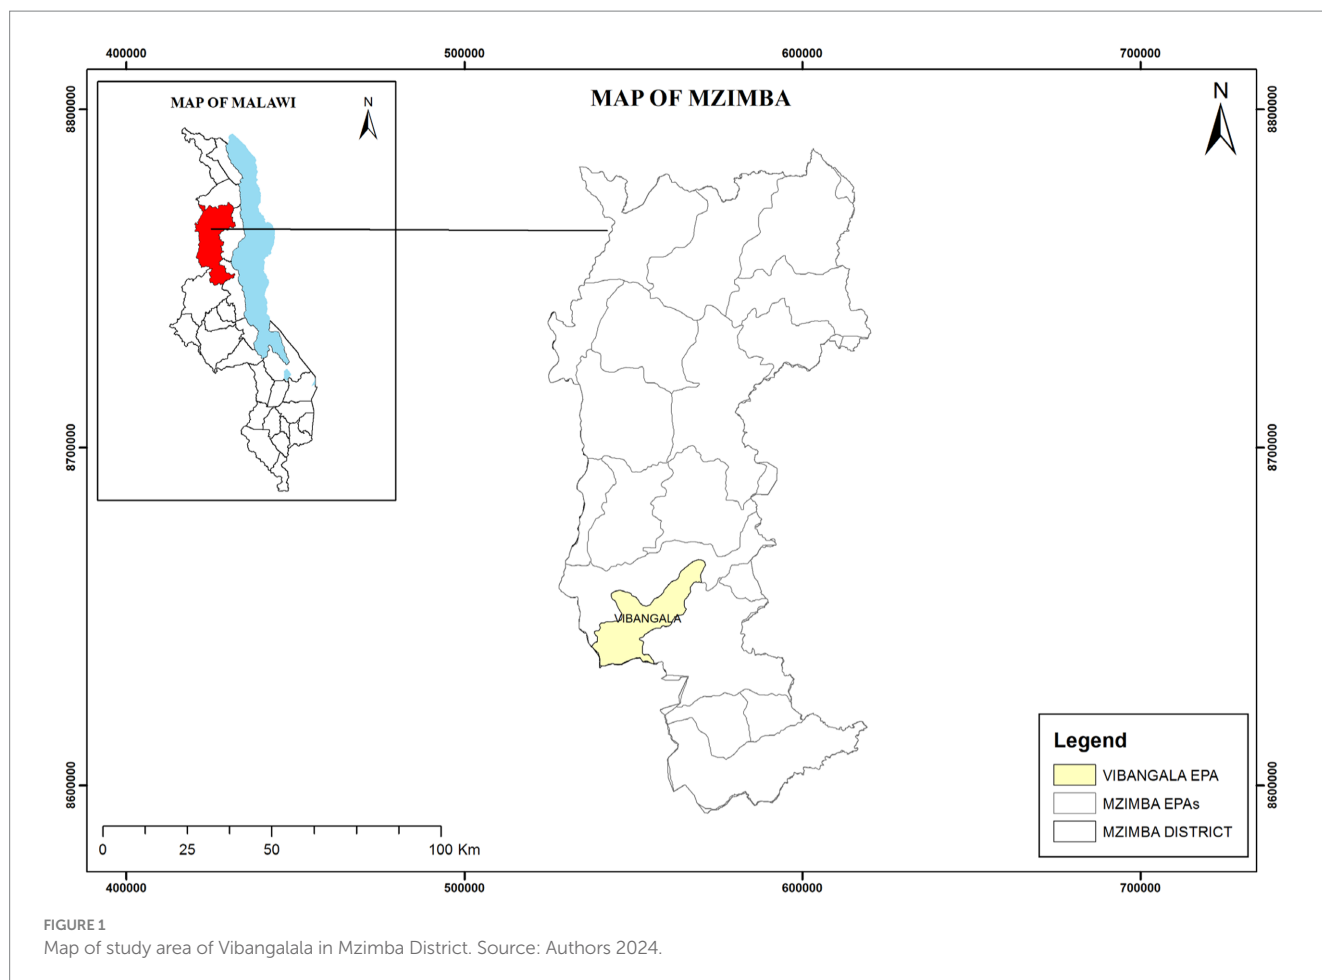 400000 500000 600000 700000
MAP OF MALAWI
N
MAP OF MZIMBA
N
8800000 8800000
8700000 8700000
VIBANGALA
Legend
VIBANGALA EPA
MZIMBA EPAs
MZIMBA DISTRICT
8600000 8600000
0 25 50 100 Km
400000 500000 600000 700000
FIGURE 1
Map of study area of Vibangalala in Mzimba District. Source: Authors 2024.